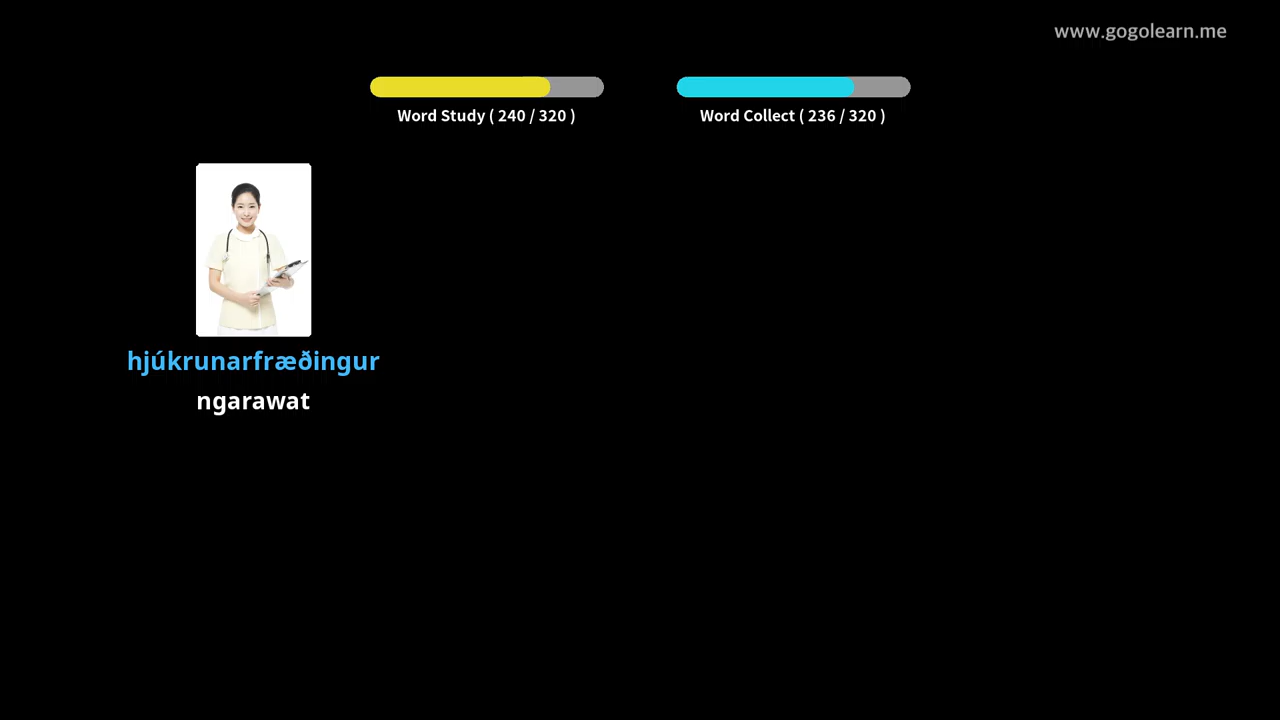 www.gogolearn.me
Word Study ( 240 / 320 )
Word Collect ( 236 / 320 )
hjúkrunarfræðingur
ngarawat